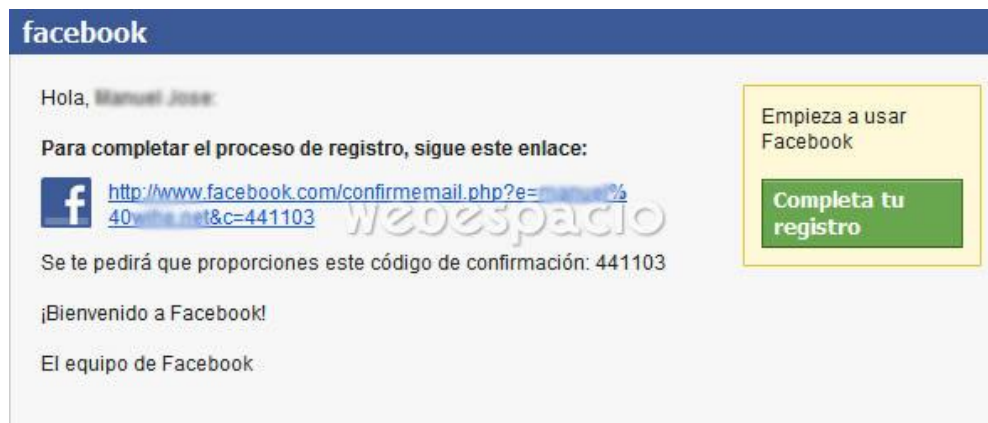 facebook
Hola,
Para completar el proceso de registro, sigue este enlace:
http://www.facebook.com/confirmemail.php?e= %
40 &c=441103
webespacio
Se te pedirá que proporciones este código de confirmación: 441103
¡Bienvenido a Facebook!
El equipo de Facebook
Empieza a usar
Facebook
Completa tu
registro